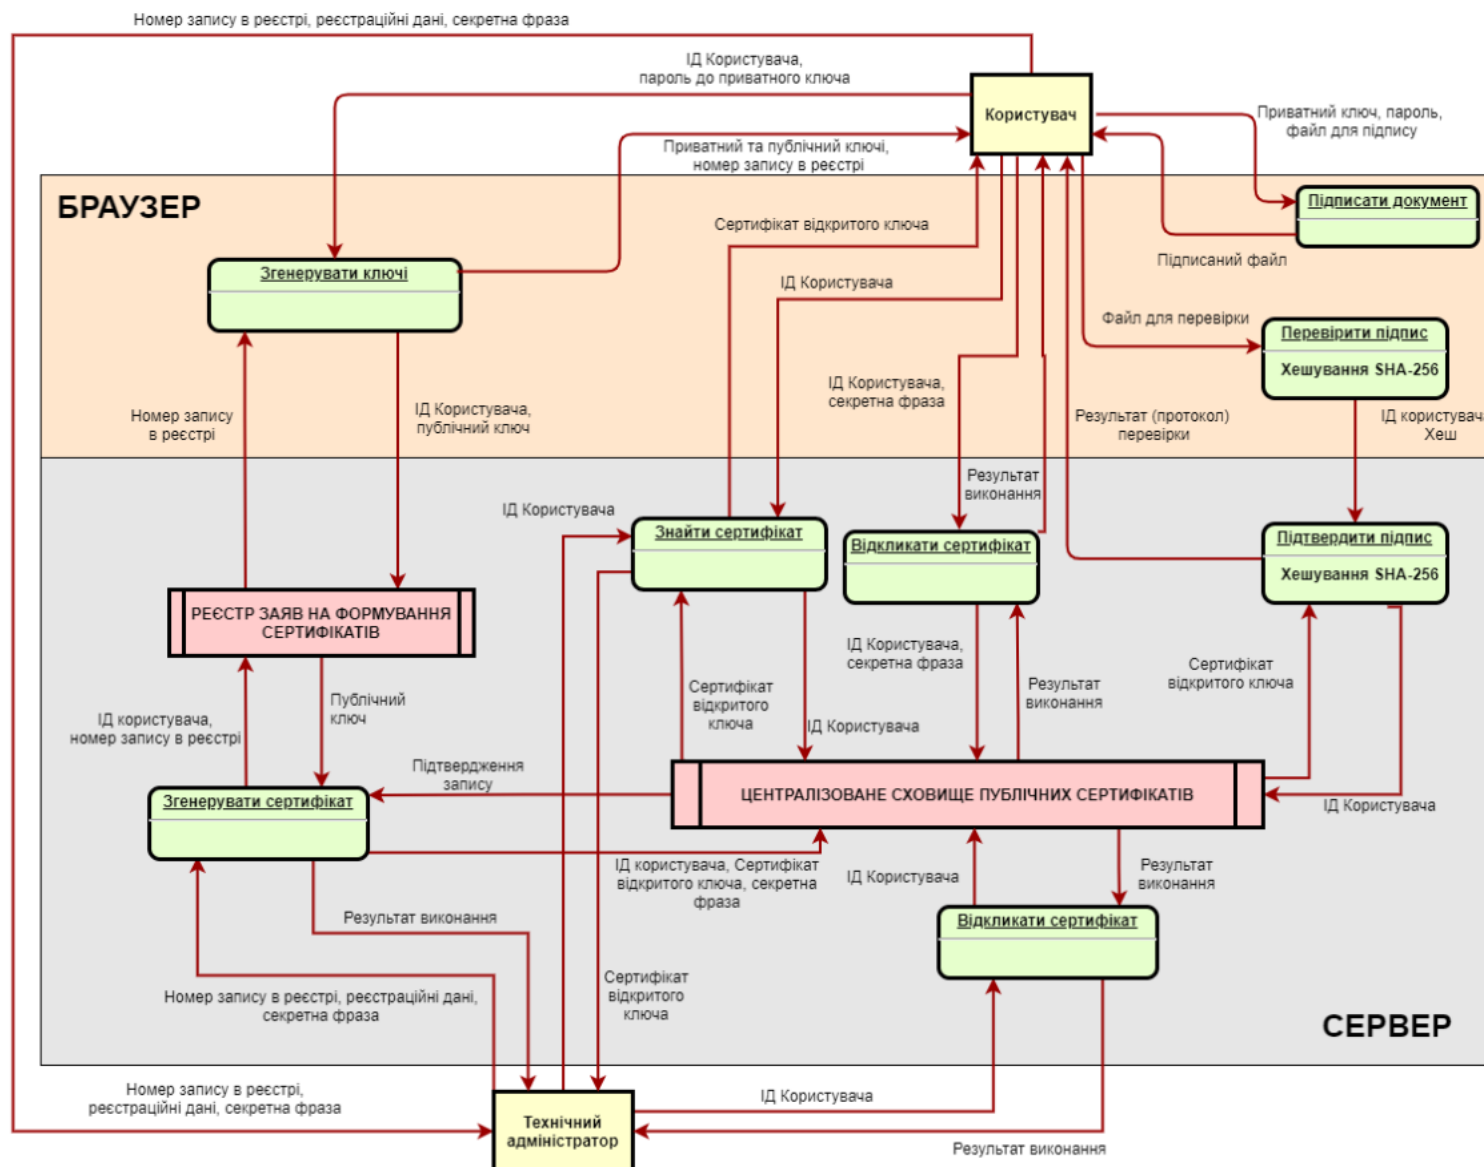 Номер запису в реєстрі, реєстраційні дані, секретна фраза
ІД Користувача,
пароль до приватного ключа
Користувач
Приватний ключ, пароль,
файл для підпису
Приватний та публічний ключі,
номер запису в реєстрі
БРАУЗЕР
Підписати документ
Сертифікат відкритого ключа
Підписаний файл
Згенерувати ключі
ІД Користувача
Файл для перевірки
Перевірити підпис
Хешування SHA-256
ІД Користувача,
секретна фраза
Номер запису
в реєстрі
ІД Користувача,
публічний ключ
Результат (протокол)
перевірки
ІД користувача
Хеш
Результат
виконання
ІД Користувача
Знайти сертифікат
Відкликати сертифікат
Підтвердити підпис
Хешування SHA-256
РЕЄСТР ЗАЯВ НА ФОРМУВАННЯ
СЕРТИФІКАТІВ
ІД Користувача,
секретна фраза
Сертифікат
відкритого ключа
Публічний
ключ
Сертифікат
відкритого
ключа
Результат
виконання
ІД користувача,
номер запису в реєстрі
ІД Користувача
Підтвердження
запису
Згенерувати сертифікат
ЦЕНТРАЛІЗОВАНЕ СХОВИЩЕ ПУБЛІЧНИХ СЕРТИФІКАТІВ
ІД Користувача
ІД користувача, Сертифікат
відкритого ключа, секретна
фраза
ІД Користувача
Результат
виконання
Результат виконання
Відкликати сертифікат
Номер запису в реєстрі, реєстраційні дані,
секретна фраза
Сертифікат
відкритого
ключа
СЕРВЕР
Номер запису в реєстрі,
реєстраційні дані, секретна фраза
ІД Користувача
Технічний
адміністратор
Результат виконання